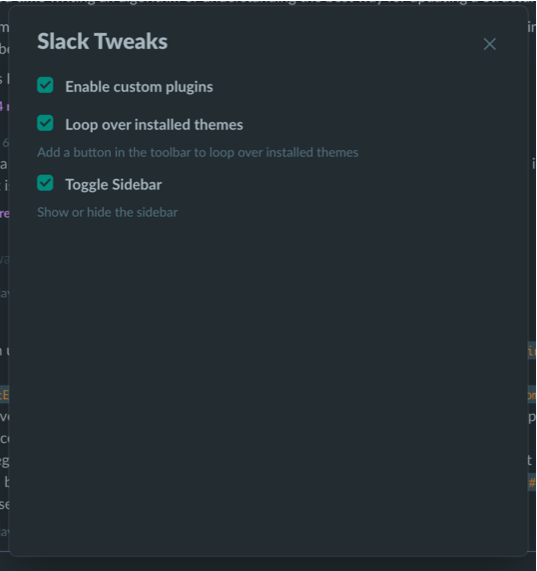 Slack Tweaks
Enable custom plugins
Loop over installed themes
Add a button in the toolbar to loop over installed themes
Toggle Sidebar
Show or hide the sidebar